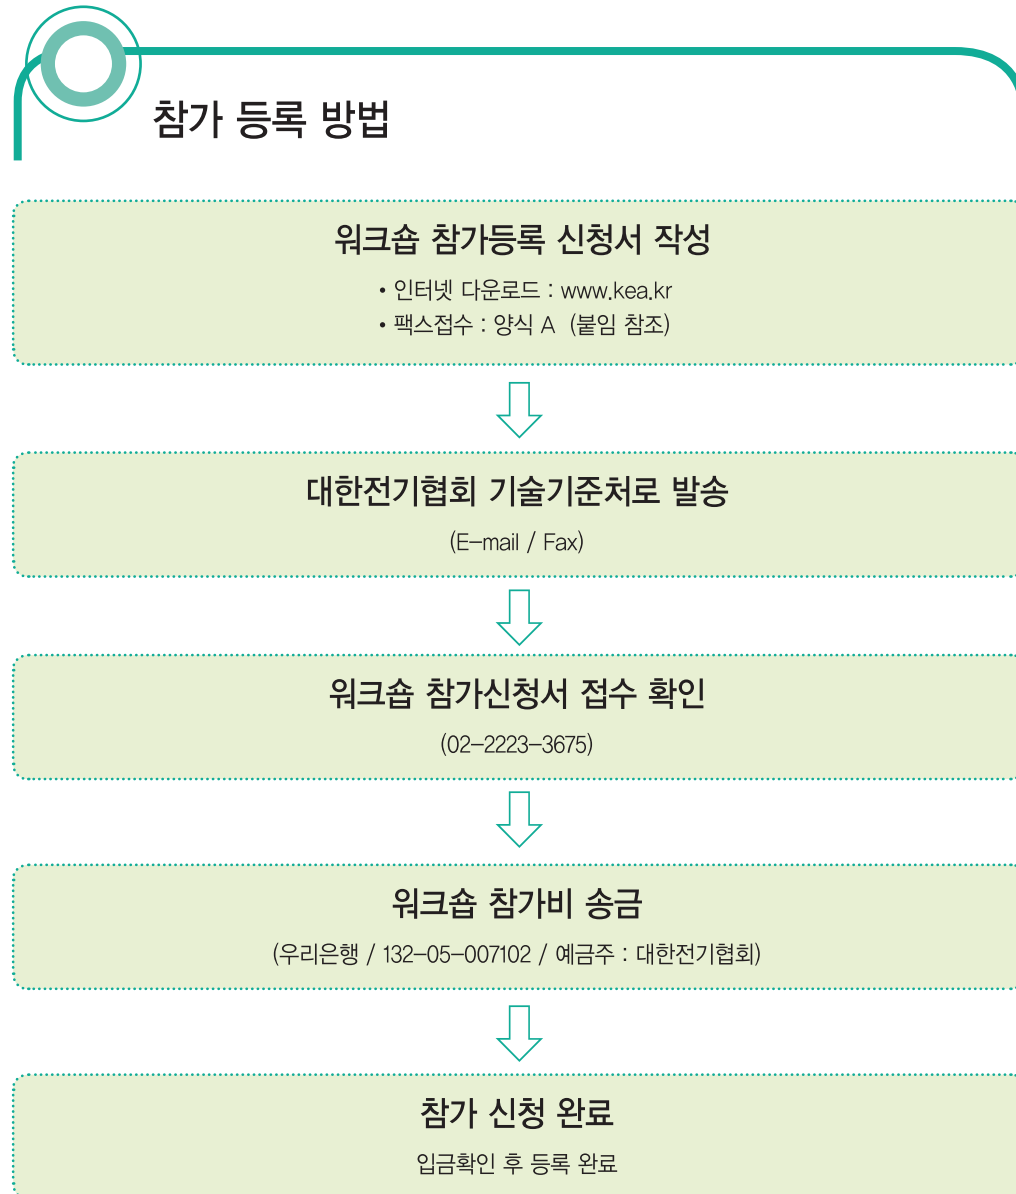 참가 등록 방법
워크숍 참가등록 신청서 작성
• 인터넷 다운로드 : www.kea.kr
• 팩스접수 : 양식 A (붙임 참조)
대한전기협회 기술기준처로 발송
(E-mail / Fax)
워크숍 참가신청서 접수 확인
(02-2223-3675)
워크숍 참가비 송금
(우리은행 / 132-05-007102 / 예금주 : 대한전기협회)
참가 신청 완료
입금확인 후 등록 완료